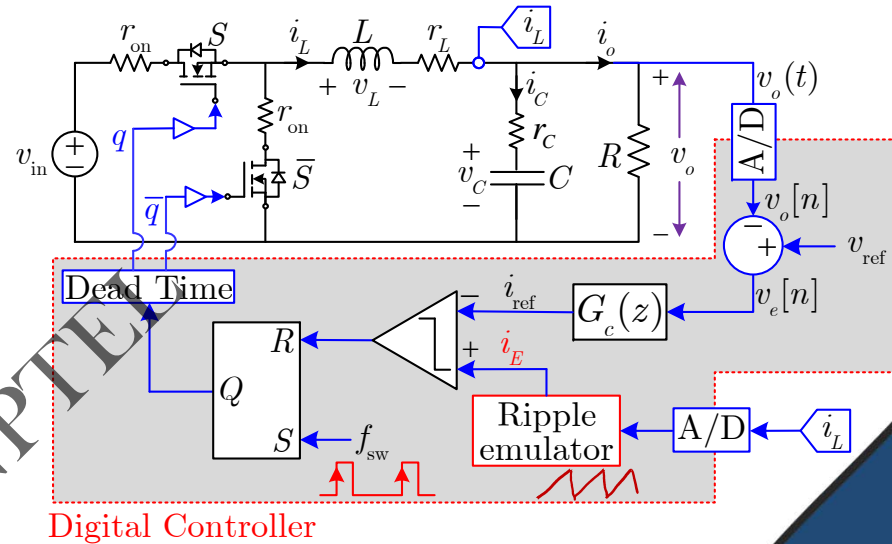 r_on
S
i_L
L
r_L
i_L
i_o
+ v_L −
i_C
+
v_o(t)
q
r_on
r_C
A/D
v_in
+
−
S̅
+
v_C
−
C
R
v_o
q̅
v_o[n]
−
−
+
v_ref
Dead Time
i_ref
−
G_c(z)
v_e[n]
R
i_E
+
Q
Ripple
emulator
A/D
i_L
S
f_sw
NPTEL
Digital Controller